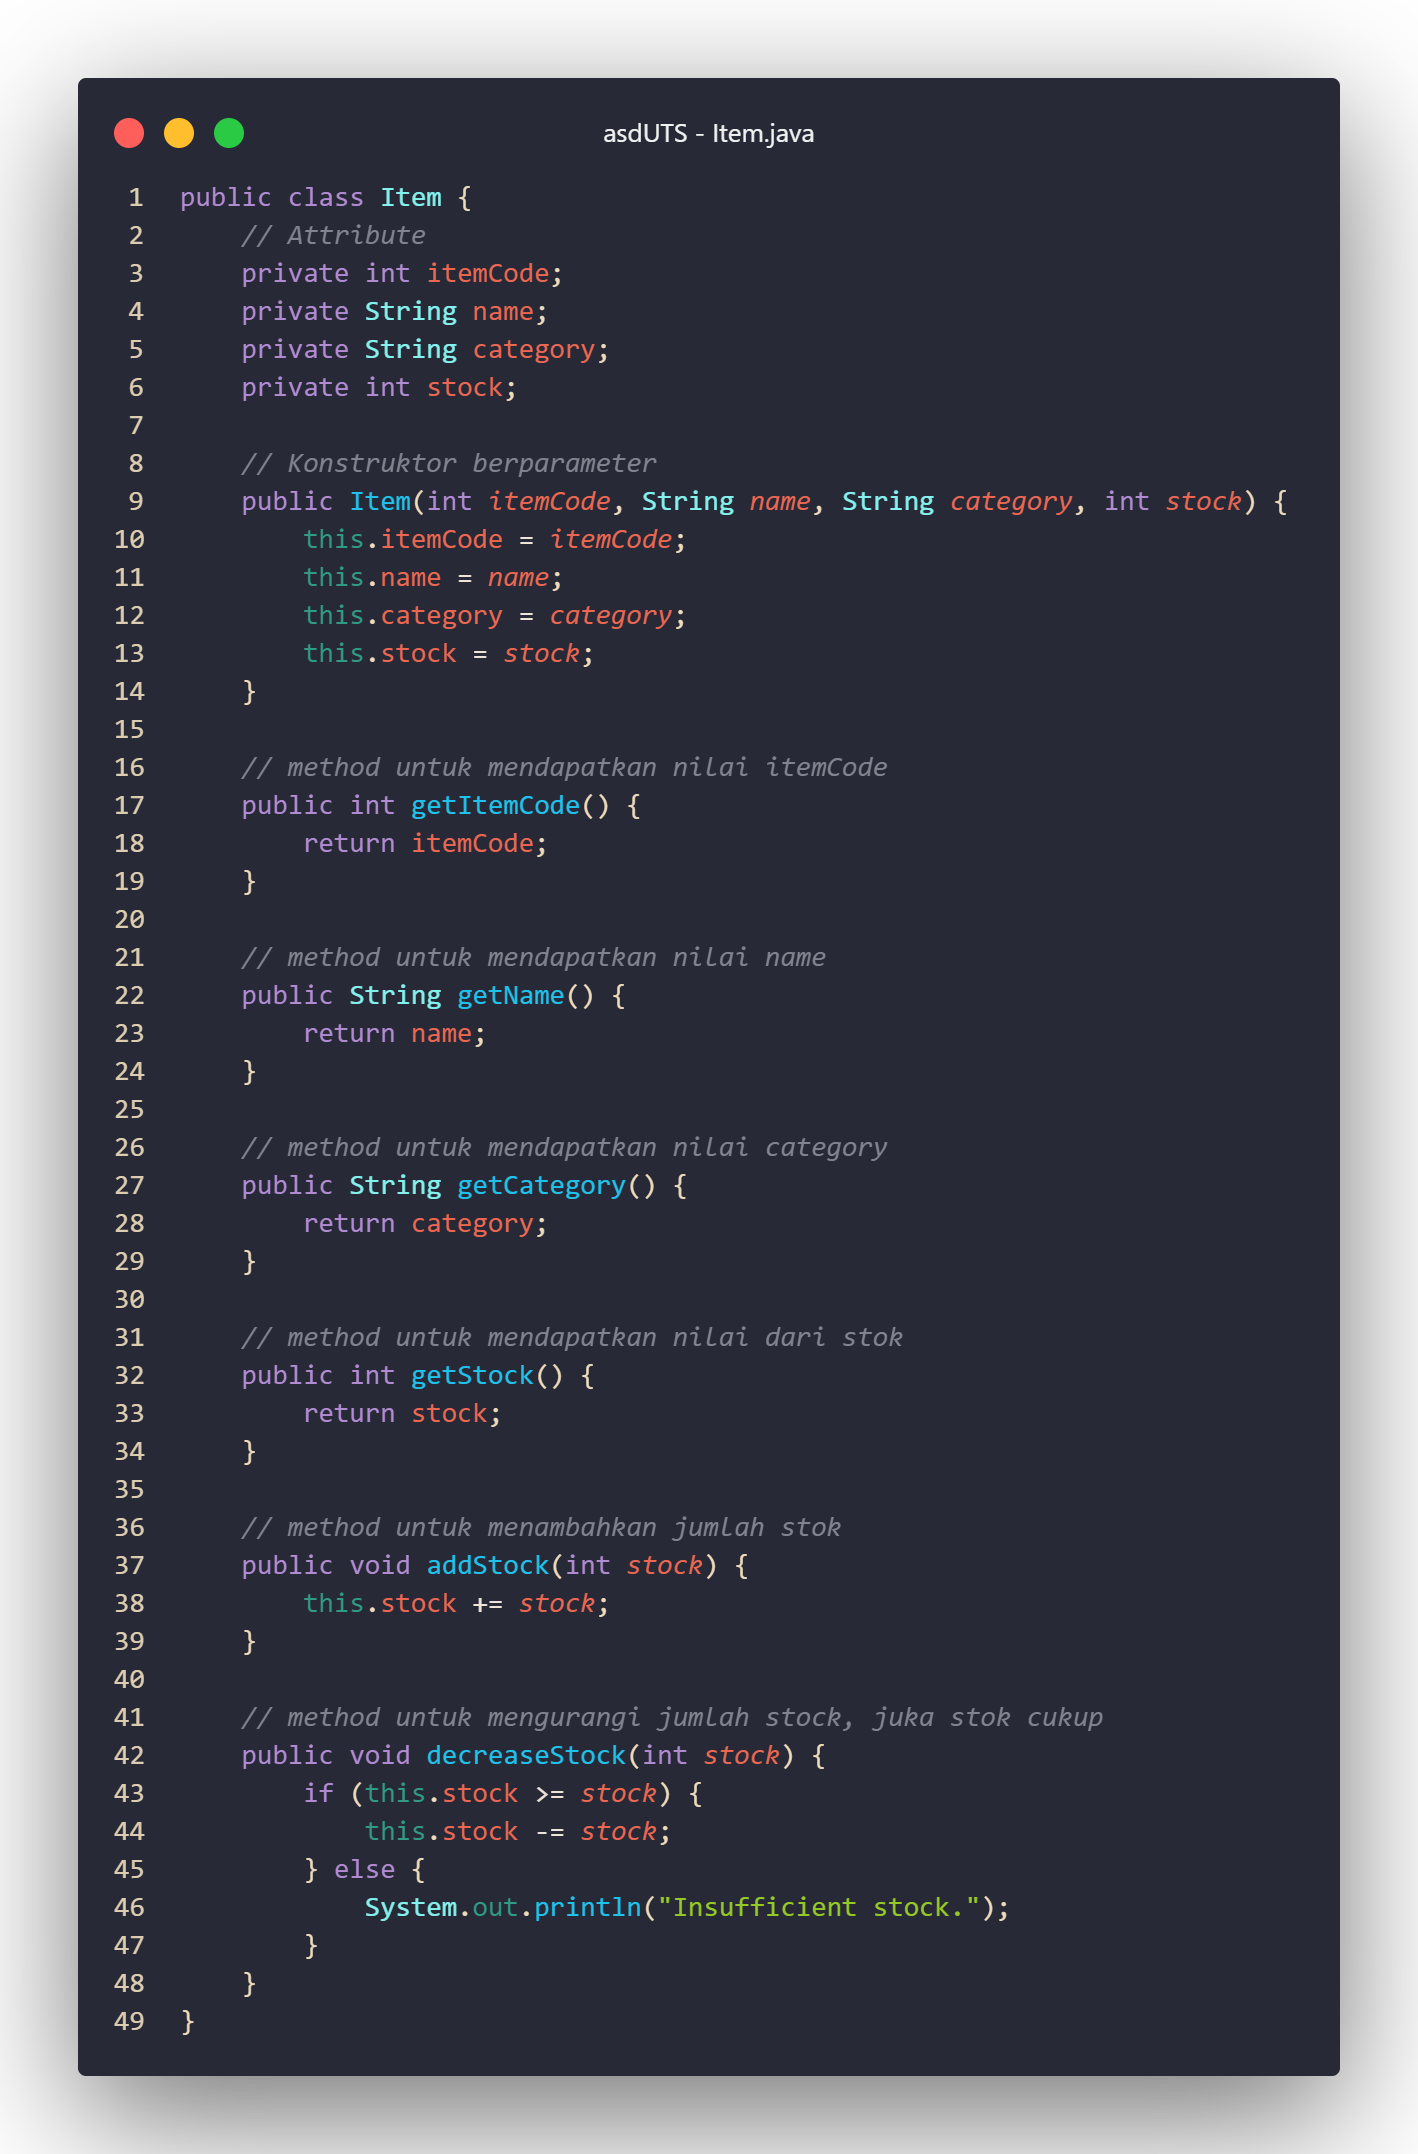 asdUTS - Item.java
1 public class Item {
2     // Attribute
3     private int itemCode;
4     private String name;
5     private String category;
6     private int stock;
7
8     // Konstruktor berparameter
9     public Item(int itemCode, String name, String category, int stock) {
10         this.itemCode = itemCode;
11         this.name = name;
12         this.category = category;
13         this.stock = stock;
14     }
15
16     // method untuk mendapatkan nilai itemCode
17     public int getItemCode() {
18         return itemCode;
19     }
20
21     // method untuk mendapatkan nilai name
22     public String getName() {
23         return name;
24     }
25
26     // method untuk mendapatkan nilai category
27     public String getCategory() {
28         return category;
29     }
30
31     // method untuk mendapatkan nilai dari stok
32     public int getStock() {
33         return stock;
34     }
35
36     // method untuk menambahkan jumlah stok
37     public void addStock(int stock) {
38         this.stock += stock;
39     }
40
41     // method untuk mengurangi jumlah stock, juka stok cukup
42     public void decreaseStock(int stock) {
43         if (this.stock >= stock) {
44             this.stock -= stock;
45         } else {
46             System.out.println("Insufficient stock.");
47         }
48     }
49 }